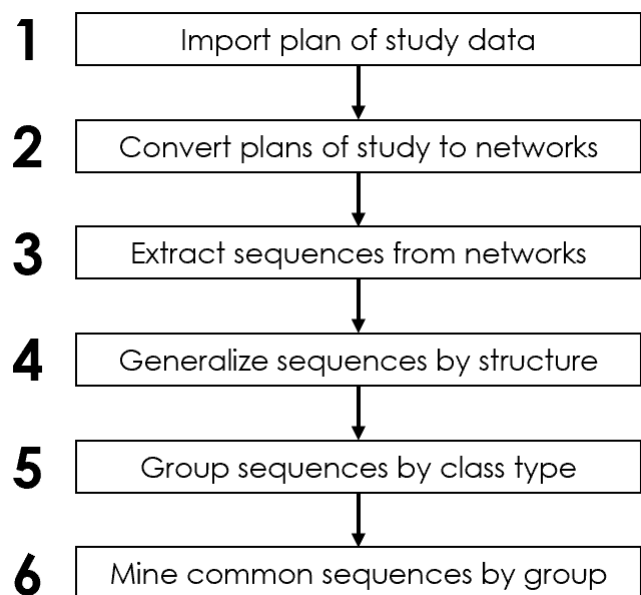 1 Import plan of study data
2 Convert plans of study to networks
3 Extract sequences from networks
4 Generalize sequences by structure
5 Group sequences by class type
6 Mine common sequences by group